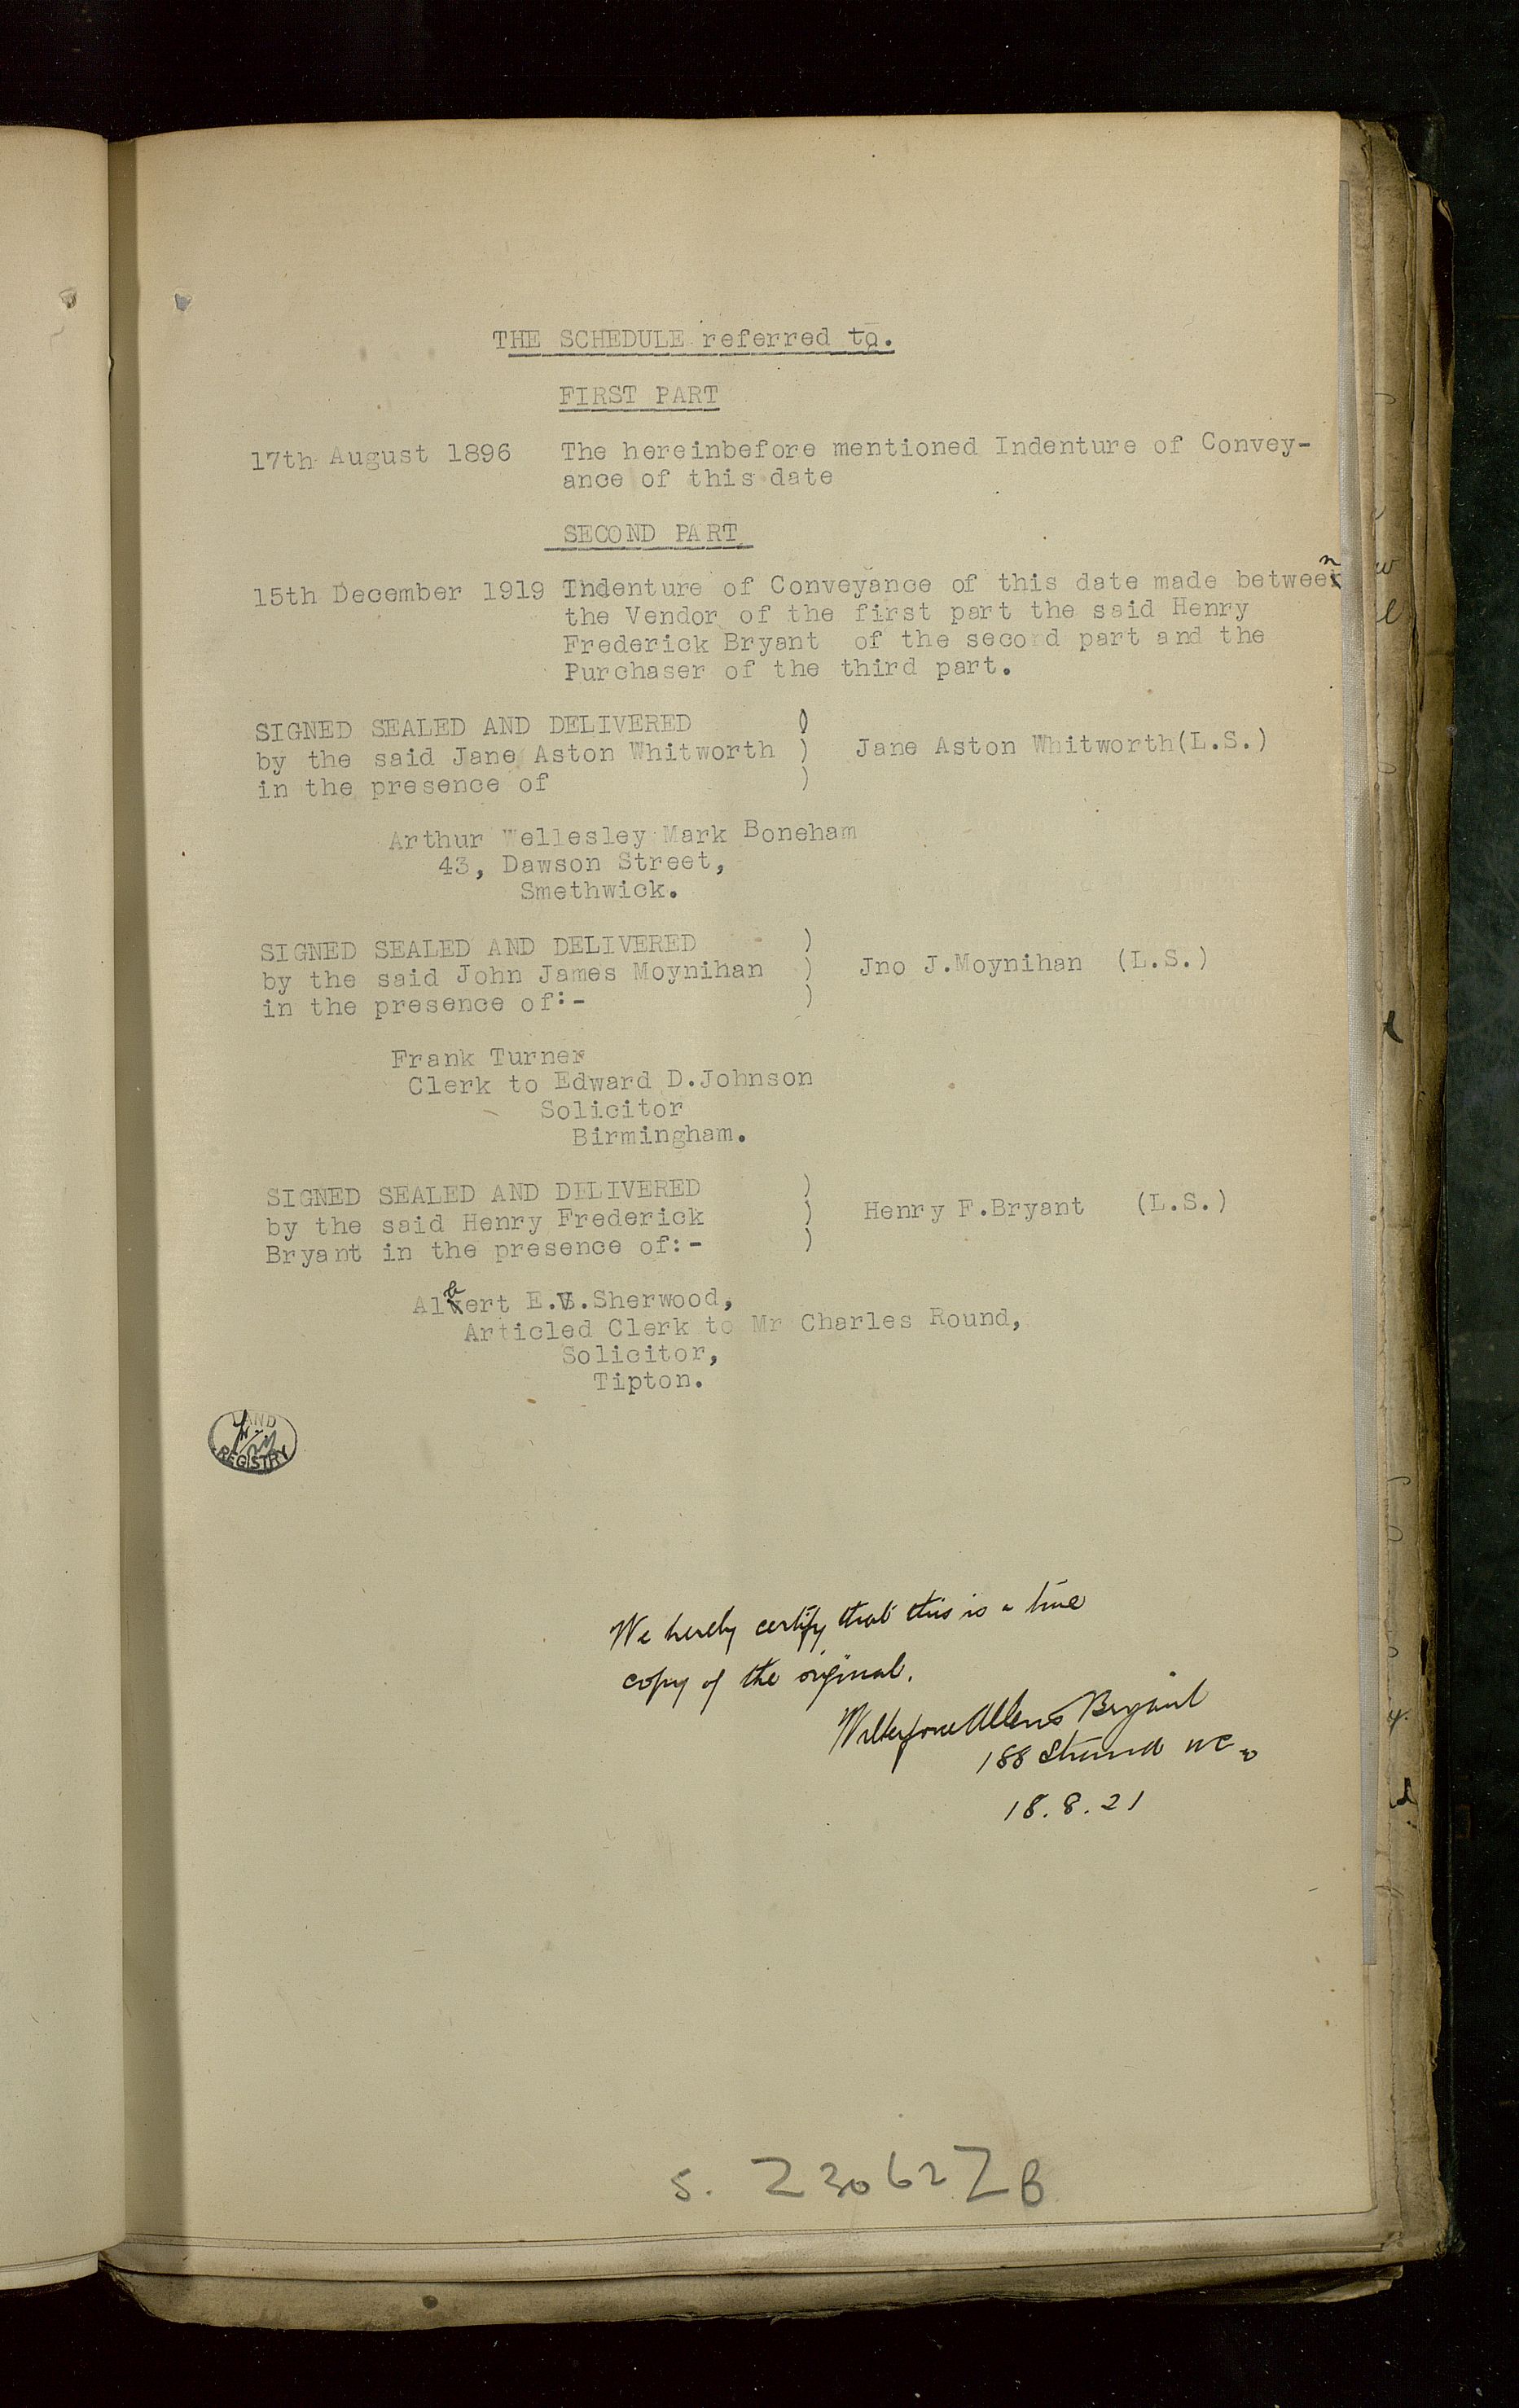 THE SCHEDULE referred to.
FIRST PART
17th August 1896 The hereinbefore mentioned Indenture of Convey-
ance of this date
SECOND PART
15th December 1919 Indenture of Conveyance of this date made between
the Vendor of the first part the said Henry
Frederick Bryant of the second part and the
Purchaser of the third part.
SIGNED SEALED AND DELIVERED )
by the said Jane Aston Whitworth ) Jane Aston Whitworth(L.S.)
in the presence of )
Arthur Wellesley Mark Boneham
43, Dawson Street,
Smethwick.
SIGNED SEALED AND DELIVERED )
by the said John James Moynihan ) Jno J.Moynihan (L.S.)
in the presence of:- )
Frank Turner
Clerk to Edward D.Johnson
Solicitor
Birmingham.
SIGNED SEALED AND DELIVERED )
by the said Henry Frederick ) Henry F.Bryant (L.S.)
Bryant in the presence of:- )
Albert E.V.Sherwood,
Articled Clerk to Mr Charles Round,
Solicitor,
Tipton.
LAND
REGISTRY
We hereby certify that this is a true
copy of the original.
Wilberforce Allen & Bryant
188 Strand WC2
18.8.21
S. Z30627B